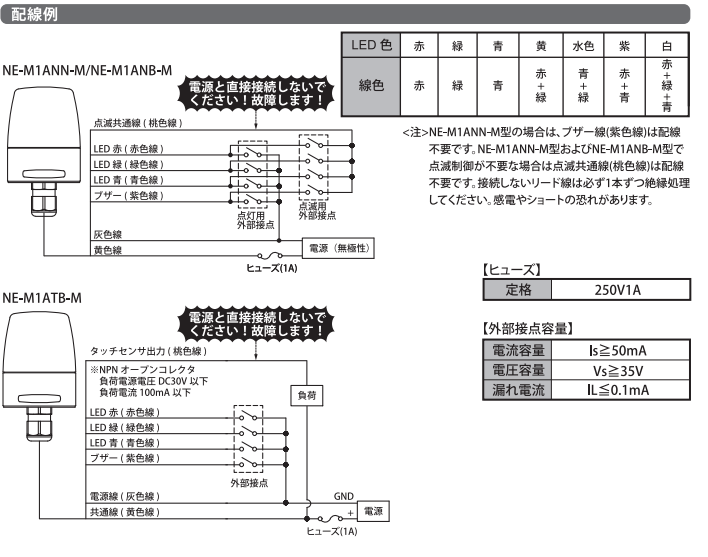 配線例
NE-M1ANN-M/NE-M1ANB-M
電源と直接接続しないで
ください！故障します！
点滅共通線 ( 桃色線 )
LED 赤 ( 赤色線 )
LED 緑 ( 緑色線 )
LED 青 ( 青色線 )
ブザー ( 紫色線 )
点灯用
外部接点
点滅用
外部接点
灰色線
黄色線
電源（無極性）
ヒューズ(1A)
LED 色 赤 緑 青 黄 水色 紫 白
線色 赤 緑 青 赤+緑 青+緑 赤+青 赤+緑+青
<注>NE-M1ANN-M型の場合は、ブザー線(紫色線)は配線
不要です。NE-M1ANN-M型およびNE-M1ANB-M型で
点滅制御が不要な場合は点滅共通線(桃色線)は配線
不要です。接続しないリード線は必ず1本ずつ絶縁処理
してください。感電やショートの恐れがあります。
NE-M1ATB-M
電源と直接接続しないで
ください！故障します！
タッチセンサ出力 ( 桃色線 )
※NPN オープンコレクタ
負荷電源電圧 DC30V 以下
負荷電流 100mA 以下
負荷
LED 赤 ( 赤色線 )
LED 緑 ( 緑色線 )
LED 青 ( 青色線 )
ブザー ( 紫色線 )
外部接点
電源線 ( 灰色線 )
GND
共通線 ( 黄色線 )
+
電源
ヒューズ(1A)
【ヒューズ】
定格 250V1A
【外部接点容量】
電流容量 Is≧50mA
電圧容量 Vs≧35V
漏れ電流 IL≦0.1mA